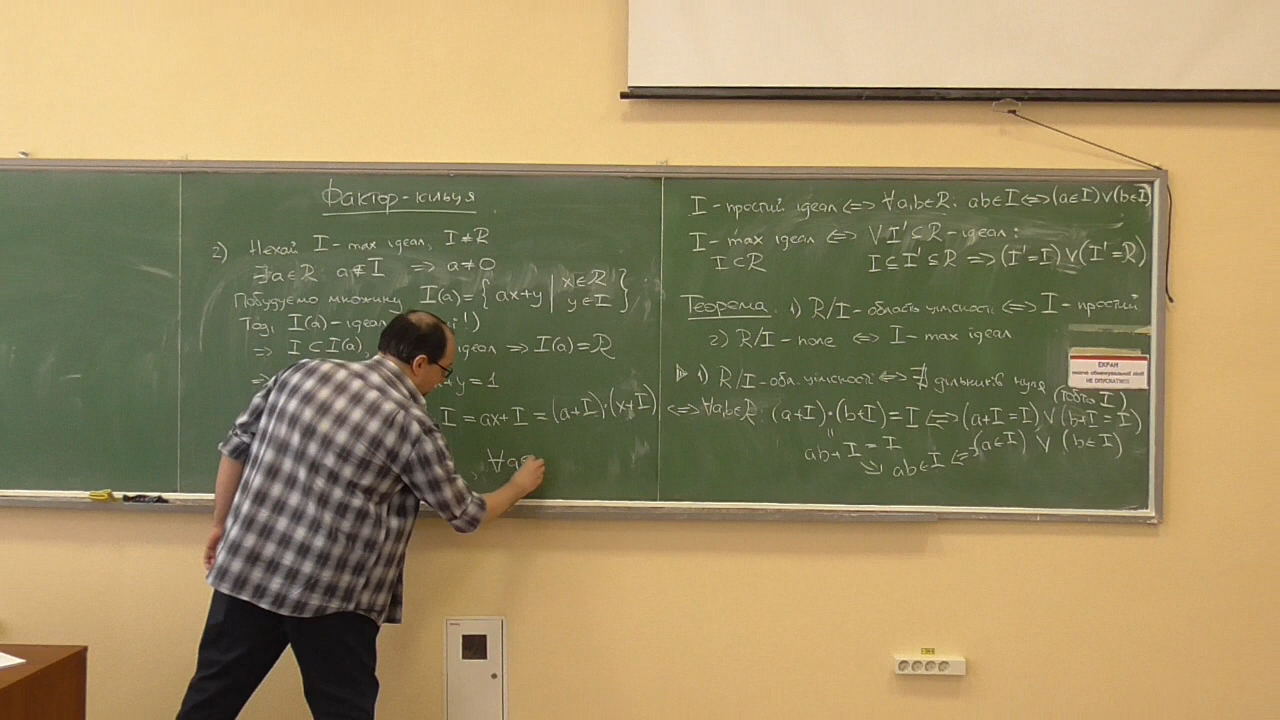 Фактор-кільця
2) Нехай I - max ідеал, I ≠ R
∃a∈R: a∉I ⇒ a≠0
Побудуємо множину I(a) = { ax+y | x∈R y∈I }
Тоді I(a) - ідеал
⇒ I ⊂ I(a), ідеал ⇒ I(a) = R
⇒ +y = 1
I = ax+I = (a+I)·(x+I)
∀a∈
I - простий ідеал ⇔ ∀a,b∈R: ab∈I ⇔ (a∈I)∨(b∈I)
I - max ідеал ⇔ ∀I'⊆R - ідеал:
I⊂R I⊆I'⊆R ⇒ (I'=I)∨(I'=R)
Теорема. 1) R/I - область цілісності ⇔ I - простий
2) R/I - поле ⇔ I - max ідеал
1) R/I - обл. цілісності ⇔ ∄ дільників нуля
(тобто I)
⇔ ∀a,b∈R: (a+I)·(b+I) = I ⇔ (a+I=I) ∨ (b+I=I)
ab+I = I
ab∈I ⇔ (a∈I) ∨ (b∈I)
ЕКРАН
НЕ ОПУСКАТИСЬ